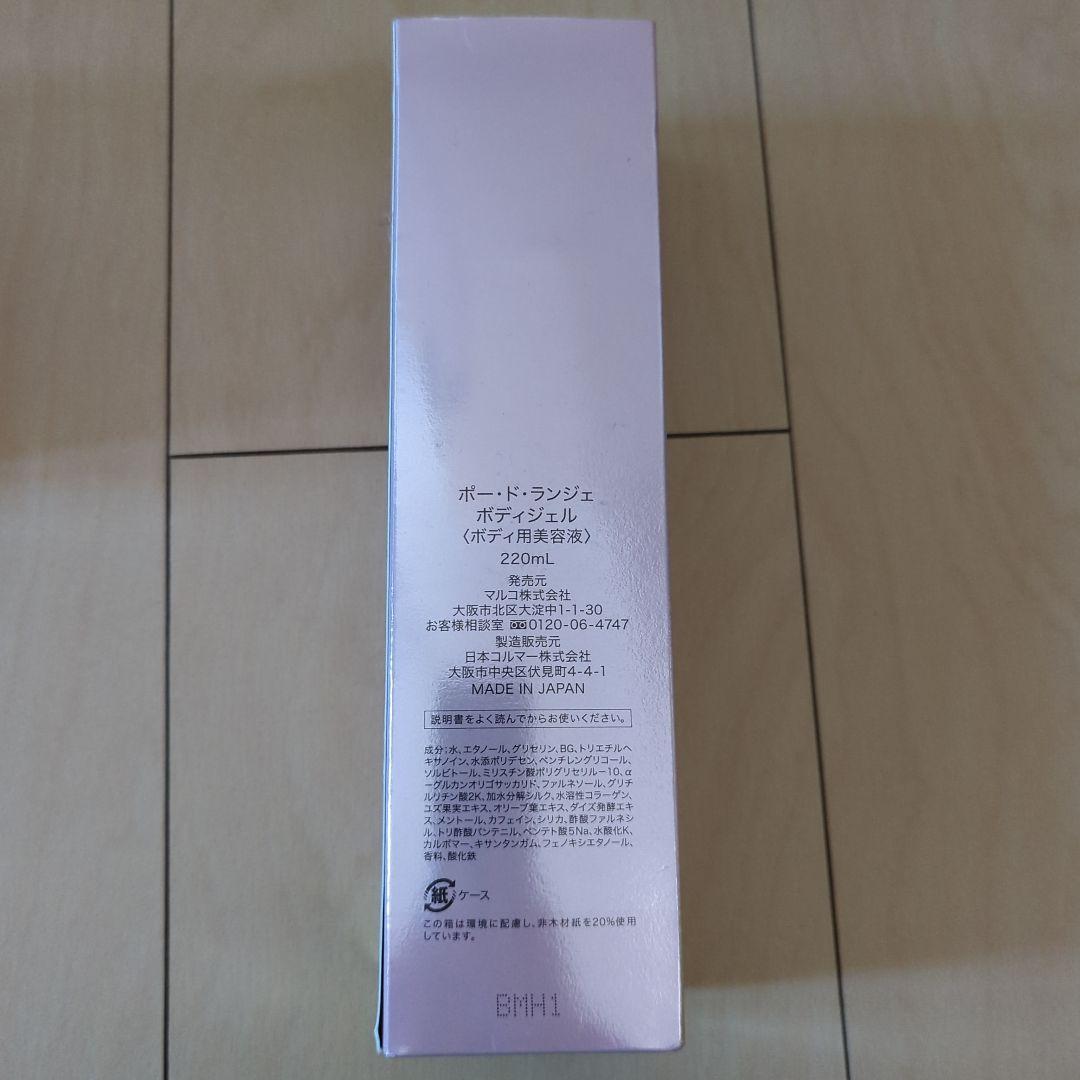 ポー・ド・ランジェ
ボディジェル
〈ボディ用美容液〉
220mL
発売元
マルコ株式会社
大阪市北区大淀中1-1-30
お客様相談室 0120-06-4747
製造販売元
日本コルマー株式会社
大阪市中央区伏見町4-4-1
MADE IN JAPAN
説明書をよく読んでからお使いください。
成分:水、エタノール、グリセリン、BG、トリエチルヘ
キサノイン、水添ポリデセン、ペンチレングリコール、
ソルビトール、ミリスチン酸ポリグリセリル-10、α
-グルカンオリゴサッカリド、ファルネソール、グリチ
ルリチン酸2K、加水分解シルク、水溶性コラーゲン、
ユズ果実エキス、オリーブ葉エキス、ダイズ発酵エキ
ス、メントール、カフェイン、シリカ、酢酸ファルネシ
ル、トリ酢酸パンテニル、ペンテト酸5Na、水酸化K、
カルボマー、キサンタンガム、フェノキシエタノール、
香料、酸化鉄
紙 ケース
この箱は環境に配慮し、非木材紙を20%使用
しています。
BMH1